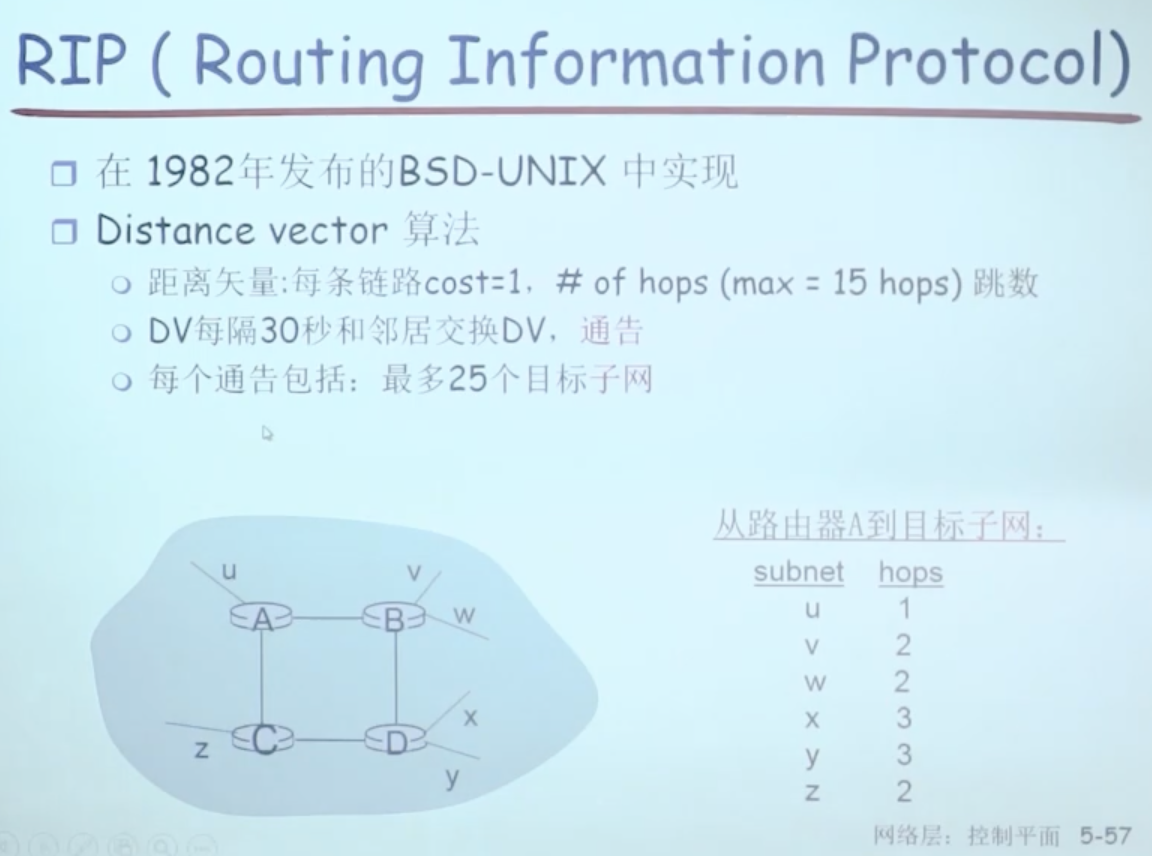 RIP ( Routing Information Protocol)
在 1982年发布的BSD-UNIX 中实现
Distance vector 算法
距离矢量:每条链路cost=1, # of hops (max = 15 hops) 跳数
DV每隔30秒和邻居交换DV, 通告
每个通告包括: 最多25个目标子网
u
v
A
B
w
C
D
x
z
y
从路由器A到目标子网:
subnet hops
u 1
v 2
w 2
x 3
y 3
z 2
网络层: 控制平面 5-57